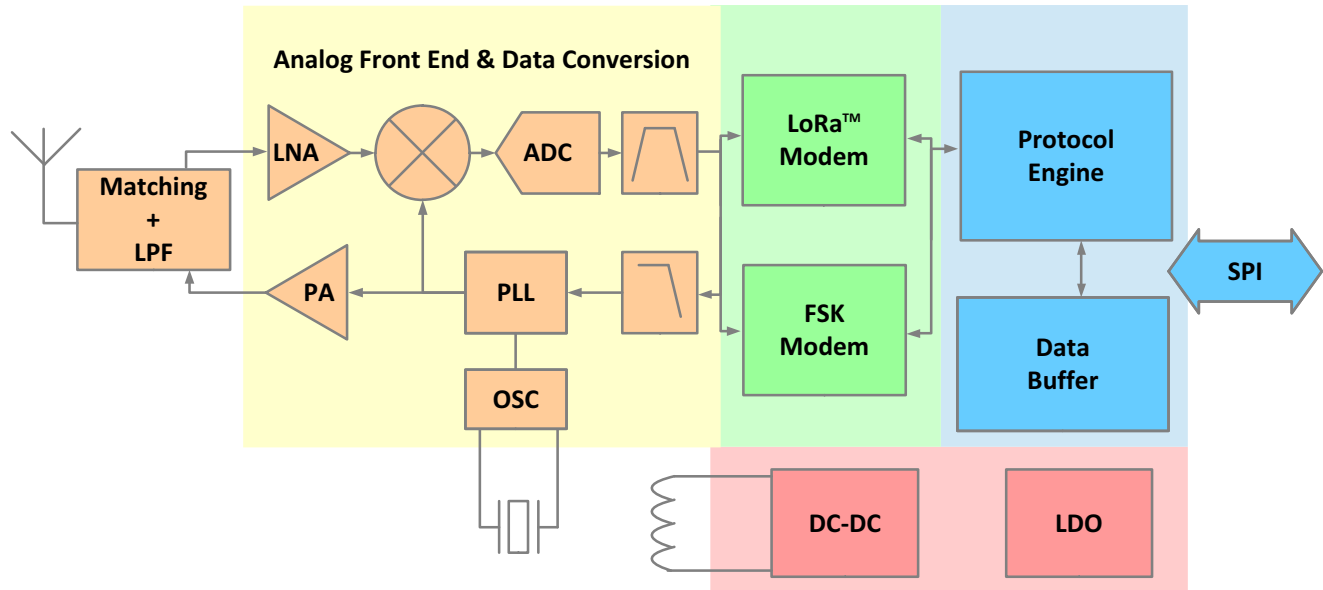 Analog Front End & Data Conversion
LNA
ADC
LoRa™
Modem
Protocol
Engine
Matching
+
LPF
PA
PLL
FSK
Modem
SPI
Data
Buffer
OSC
DC-DC
LDO